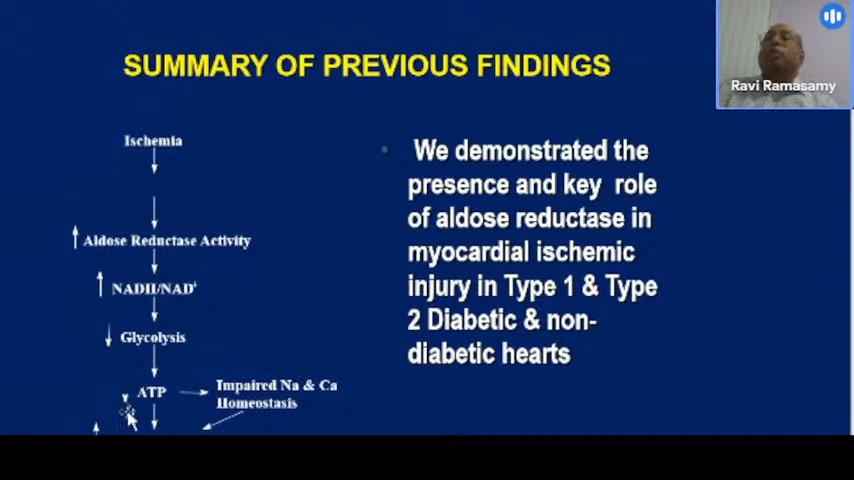 SUMMARY OF PREVIOUS FINDINGS
Ravi Ramasamy
Ischemia
Aldose Reductase Activity
NADH/NAD+
Glycolysis
ATP
Impaired Na & Ca
Homeostasis
We demonstrated the
presence and key role
of aldose reductase in
myocardial ischemic
injury in Type 1 & Type
2 Diabetic & non-
diabetic hearts